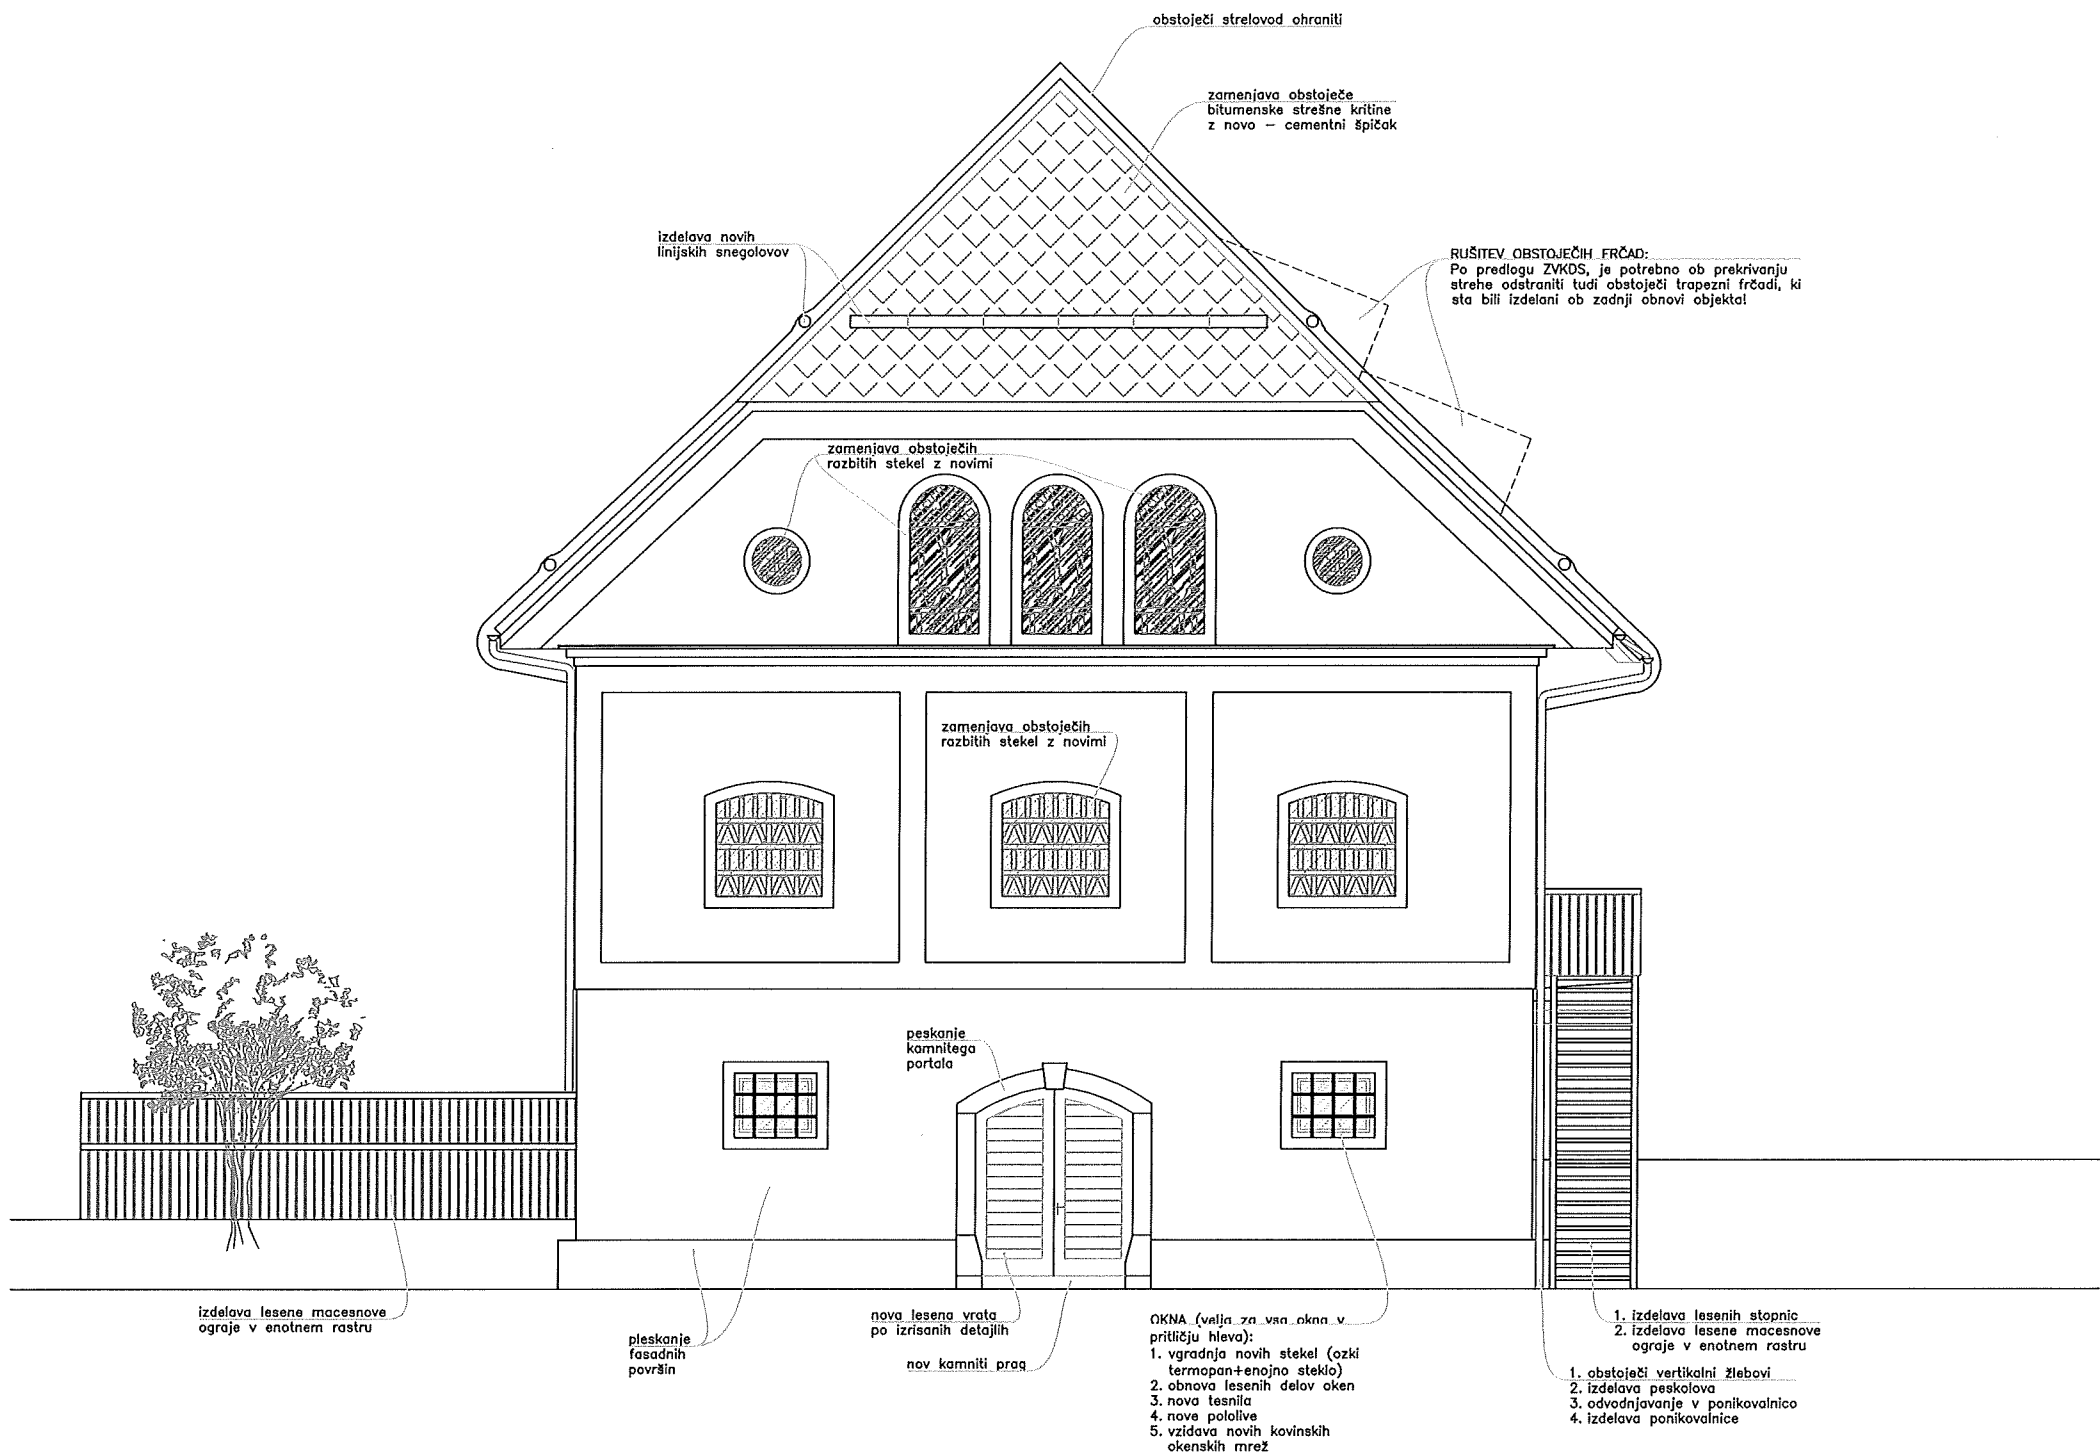 obstoječi strelovod ohraniti
zamenjava obstoječe
bitumenske strešne kritine
z novo – cementni špičak
izdelava novih
linijskih snegolovov
RUŠITEV OBSTOJEČIH FRČAD:
Po predlogu ZVKDS, je potrebno ob prekrivanju
strehe odstraniti tudi obstoječi trapezni frčadi, ki
sta bili izdelani ob zadnji obnovi objekta!
zamenjava obstoječih
razbitih stekel z novimi
zamenjava obstoječih
razbitih stekel z novimi
peskanje
kamnitega
portala
izdelava lesene macesnove
ograje v enotnem rastru
pleskanje
fasadnih
površin
nova lesena vrata
po izrisanih detajlih
nov kamniti prag
OKNA (velja za vsa okna v
pritličju hleva):
1. vgradnja novih stekel (ozki
termopan+enojno steklo)
2. obnova lesenih delov oken
3. nova tesnila
4. nove pololive
5. vzidava novih kovinskih
okenskih mrež
1. izdelava lesenih stopnic
2. izdelava lesene macesnove
ograje v enotnem rastru
1. obstoječi vertikalni žlebovi
2. izdelava peskolova
3. odvodnjavanje v ponikovalnico
4. izdelava ponikovalnice